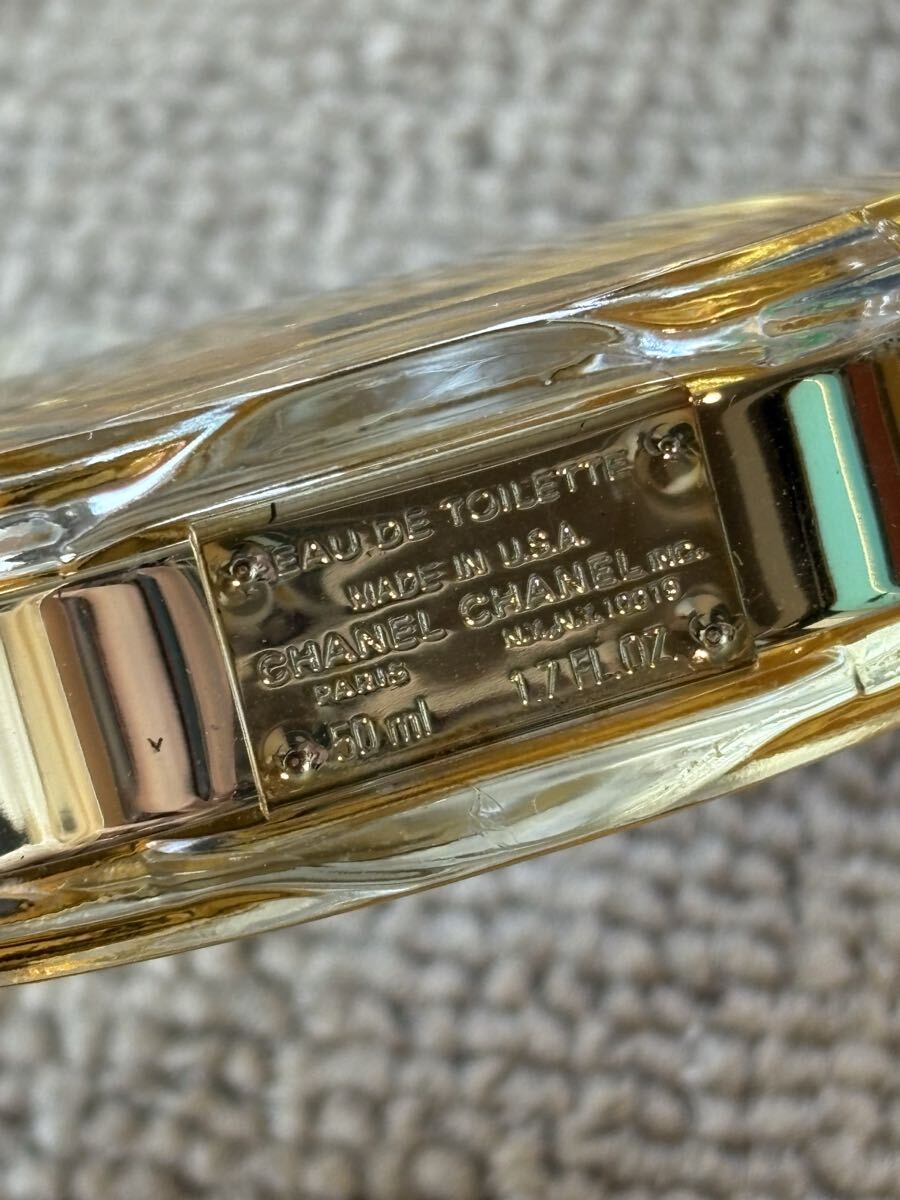 EAU DE TOILETTE
MADE IN U.S.A.
CHANEL CHANEL INC.
PARIS N.Y., N.Y. 10019
50 ml 1.7 FL.OZ.